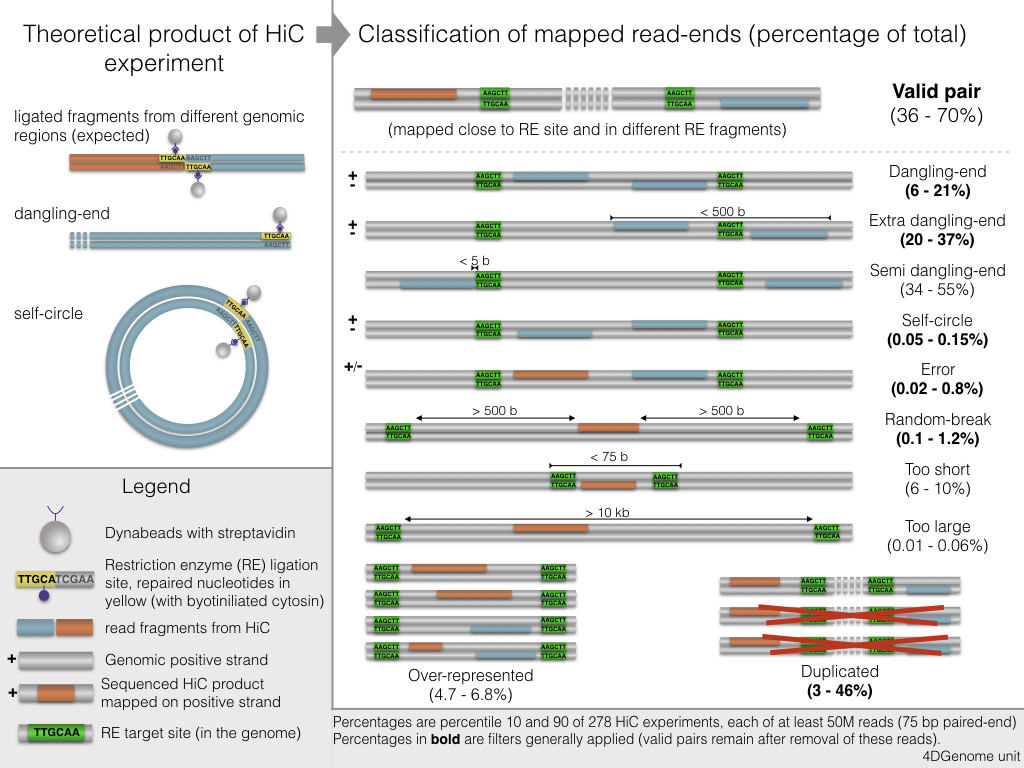 Theoretical product of HiC
experiment
ligated fragments from different genomic
regions (expected)
TTGCAA AAGCTT
AAGCTT TTGCAA
dangling-end
TTGCAA
AAGCTT
self-circle
TTGCAA AAGCTT
AAGCTT TTGCAA
Legend
Dynabeads with streptavidin
TTGCATCGAA
Restriction enzyme (RE) ligation
site, repaired nucleotides in
yellow (with byotiniliated cytosin)
read fragments from HiC
+
Genomic positive strand
+
Sequenced HiC product
mapped on positive strand
TTGCAA
RE target site (in the genome)
Classification of mapped read-ends (percentage of total)
AAGCTT AAGCTT
TTGCAA TTGCAA
Valid pair
(36 - 70%)
(mapped close to RE site and in different RE fragments)
+
-
AAGCTT AAGCTT
TTGCAA TTGCAA
Dangling-end
(6 - 21%)
< 500 b
+
-
AAGCTT AAGCTT
TTGCAA TTGCAA
Extra dangling-end
(20 - 37%)
< 5 b
AAGCTT AAGCTT
TTGCAA TTGCAA
Semi dangling-end
(34 - 55%)
+
-
AAGCTT AAGCTT
TTGCAA TTGCAA
Self-circle
(0.05 - 0.15%)
+/-
AAGCTT AAGCTT
TTGCAA TTGCAA
Error
(0.02 - 0.8%)
> 500 b > 500 b
AAGCTT AAGCTT
TTGCAA TTGCAA
Random-break
(0.1 - 1.2%)
< 75 b
AAGCTT AAGCTT
TTGCAA TTGCAA
Too short
(6 - 10%)
> 10 kb
AAGCTT AAGCTT
TTGCAA TTGCAA
Too large
(0.01 - 0.06%)
AAGCTT AAGCTT
TTGCAA TTGCAA
AAGCTT AAGCTT
TTGCAA TTGCAA
AAGCTT AAGCTT
TTGCAA TTGCAA
AAGCTT AAGCTT
TTGCAA TTGCAA
Over-represented
(4.7 - 6.8%)
AAGCTT AAGCTT
TTGCAA TTGCAA
AAGCTT AAGCTT
TTGCAA TTGCAA
AAGCTT AAGCTT
TTGCAA TTGCAA
Duplicated
(3 - 46%)
Percentages are percentile 10 and 90 of 278 HiC experiments, each of at least 50M reads (75 bp paired-end)
Percentages in bold are filters generally applied (valid pairs remain after removal of these reads).
4DGenome unit